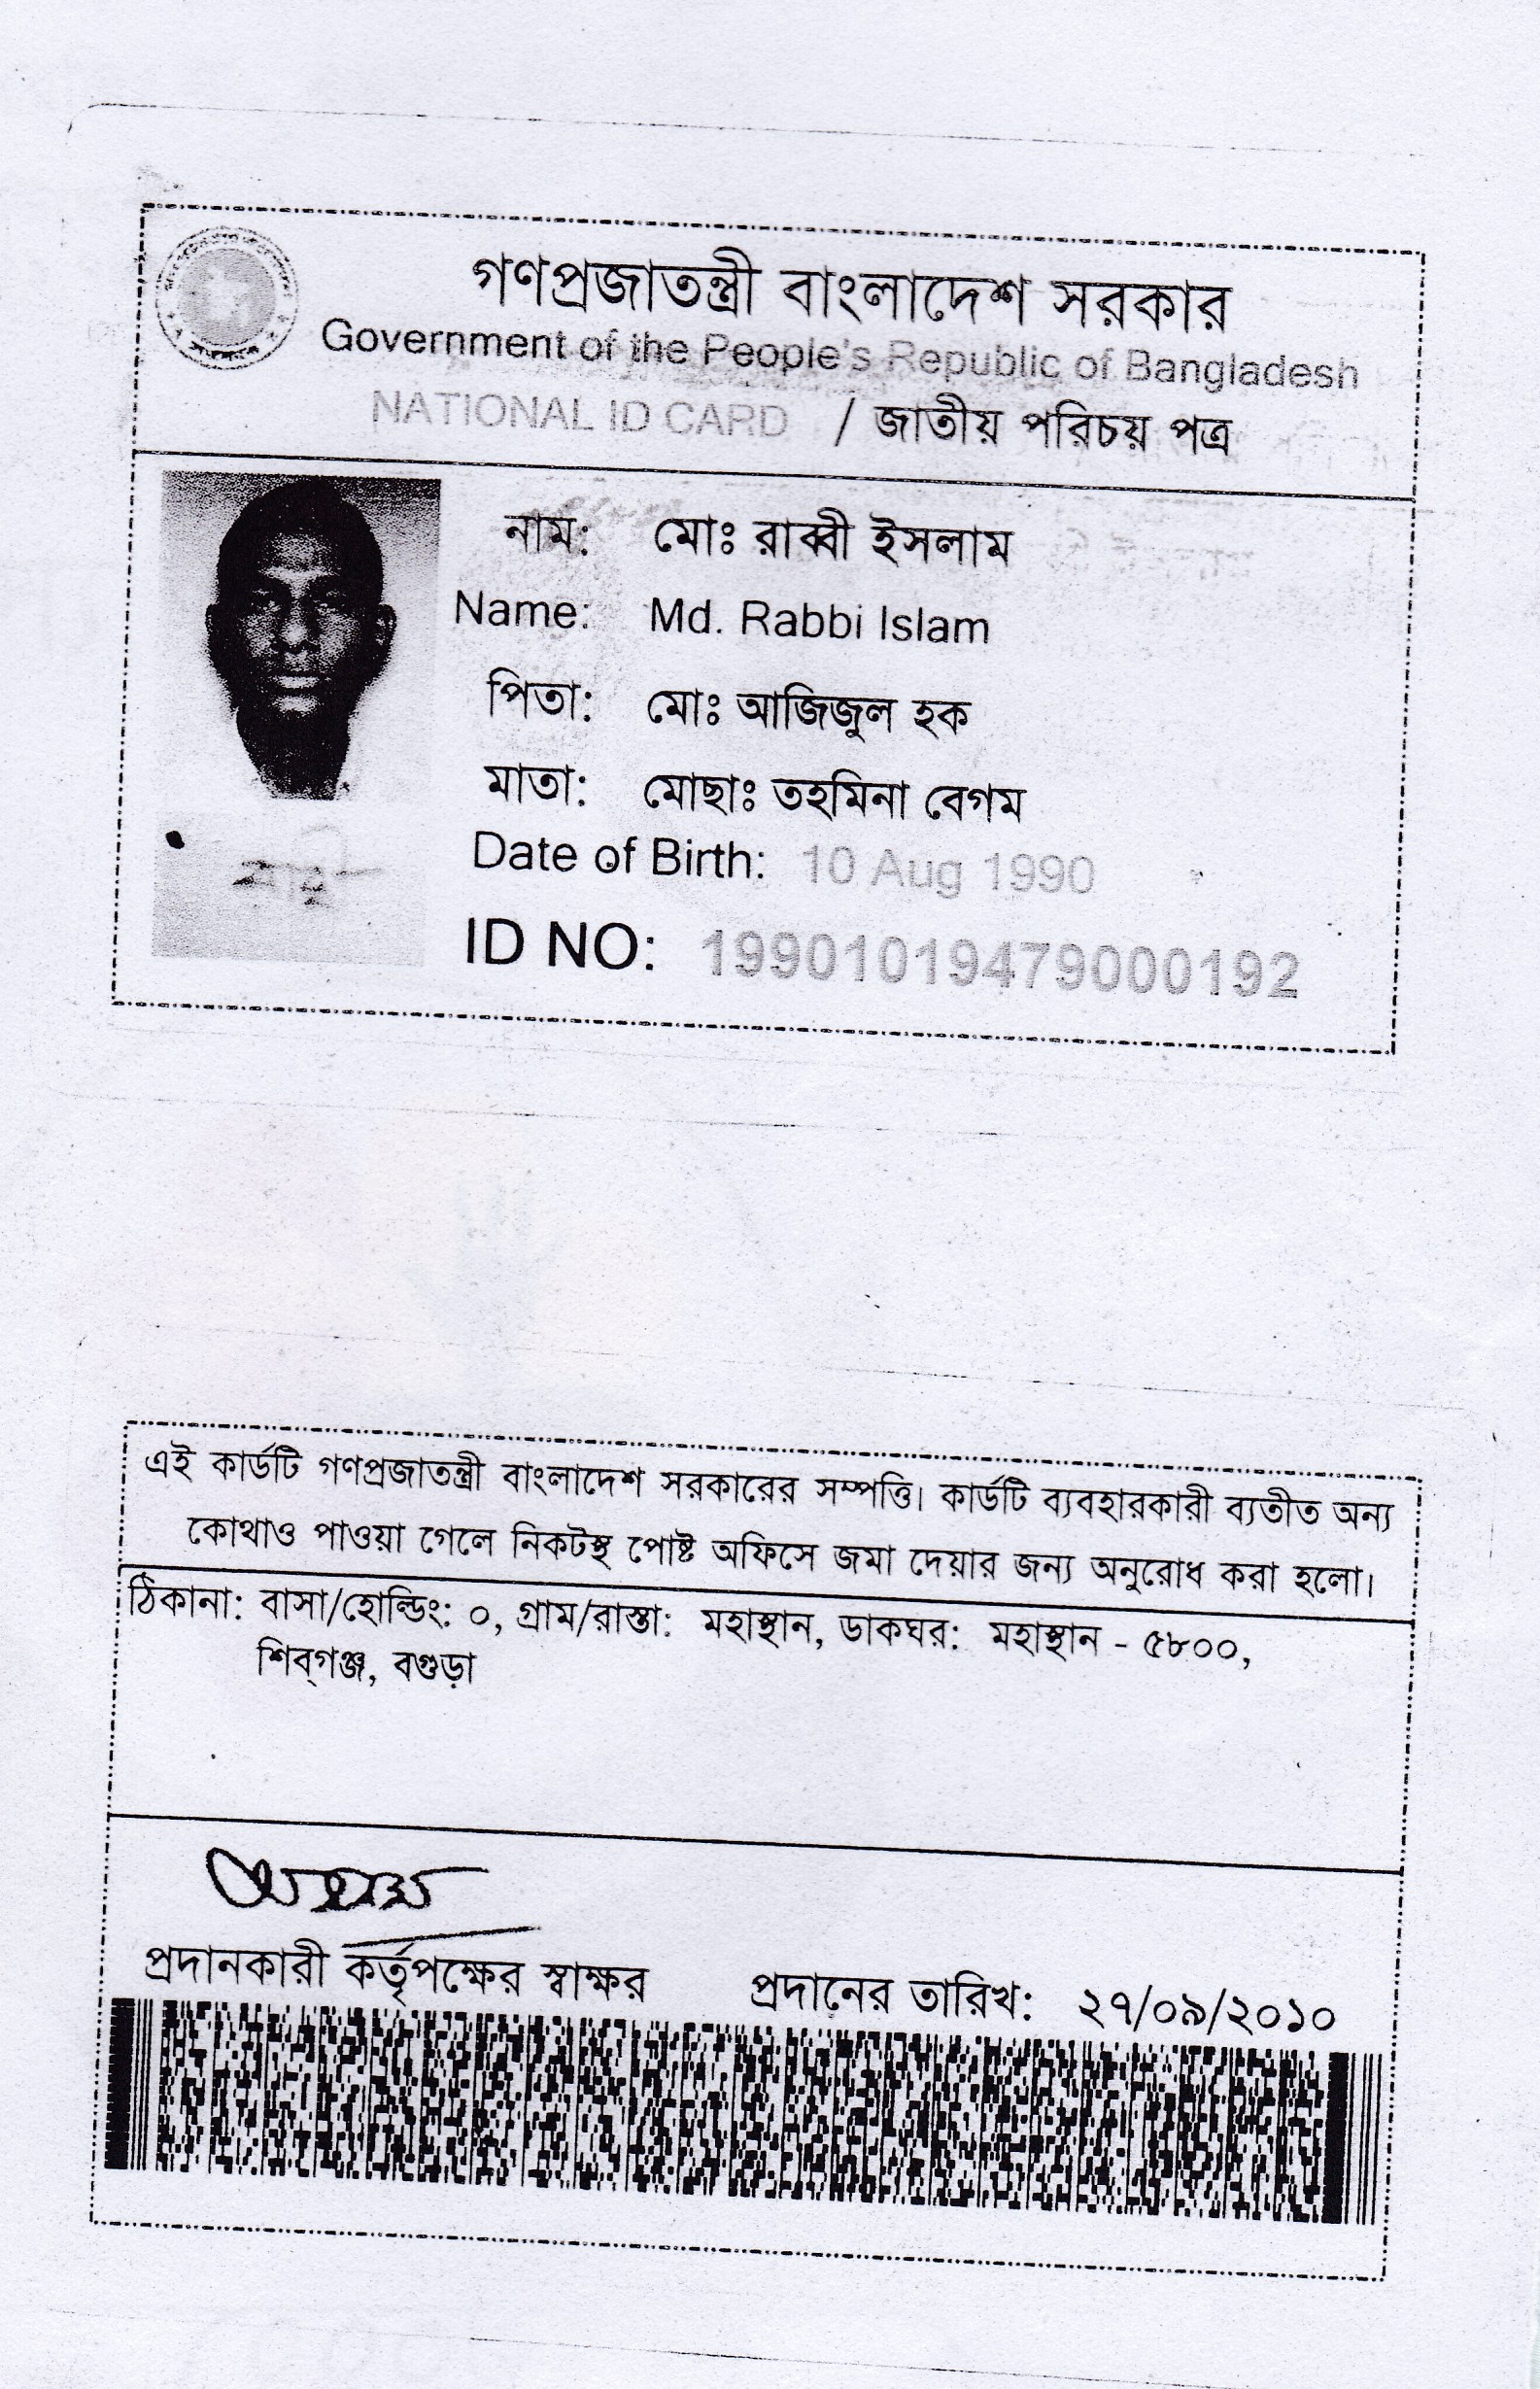 গণপ্রজাতন্ত্রী বাংলাদেশ সরকার
Government of the People's Republic of Bangladesh
NATIONAL ID CARD / জাতীয় পরিচয় পত্র
নাম: মোঃ রাব্বী ইসলাম
Name: Md. Rabbi Islam
পিতা: মোঃ আজিজুল হক
মাতা: মোছাঃ তহমিনা বেগম
Date of Birth: 10 Aug 1990
ID NO: 19901019479000192
এই কার্ডটি গণপ্রজাতন্ত্রী বাংলাদেশ সরকারের সম্পত্তি। কার্ডটি ব্যবহারকারী ব্যতীত অন্য
কোথাও পাওয়া গেলে নিকটস্থ পোষ্ট অফিসে জমা দেয়ার জন্য অনুরোধ করা হলো।
ঠিকানা: বাসা/হোল্ডিং: ০, গ্রাম/রাস্তা: মহাস্থান, ডাকঘর: মহাস্থান - ৫৮০০,
শিব্গঞ্জ, বগুড়া
প্রদানকারী কর্তৃপক্ষের স্বাক্ষর প্রদানের তারিখ: ২৭/০৯/২০১০